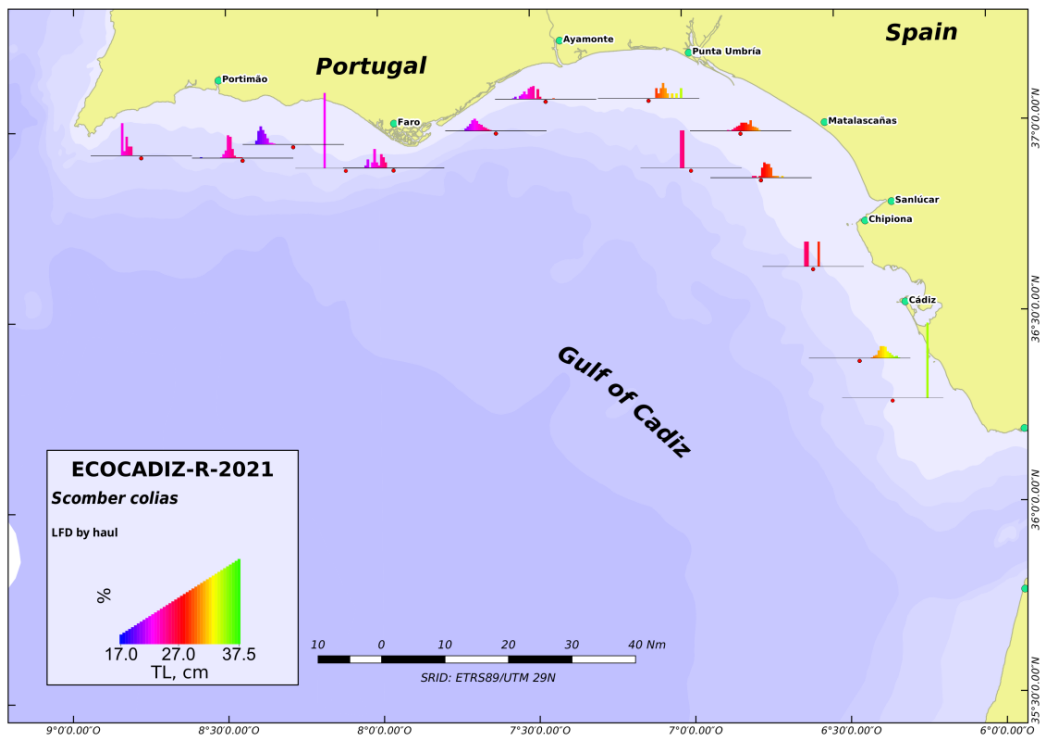 Spain
Portugal
Ayamonte
Punta Umbría
Portimão
Faro
Matalascañas
Sanlúcar
Chipiona
Cádiz
Gulf of Cadiz
37°0'0.00"N
36°30'0.00"N
36°0'0.00"N
35°30'0.00"N
ECOCADIZ-R-2021
Scomber colias
LFD by haul
%
17.0 27.0 37.5
TL, cm
10 0 10 20 30 40 Nm
SRID: ETRS89/UTM 29N
9°0'0.00"O 8°30'0.00"O 8°0'0.00"O 7°30'0.00"O 7°0'0.00"O 6°30'0.00"O 6°0'0.00"O